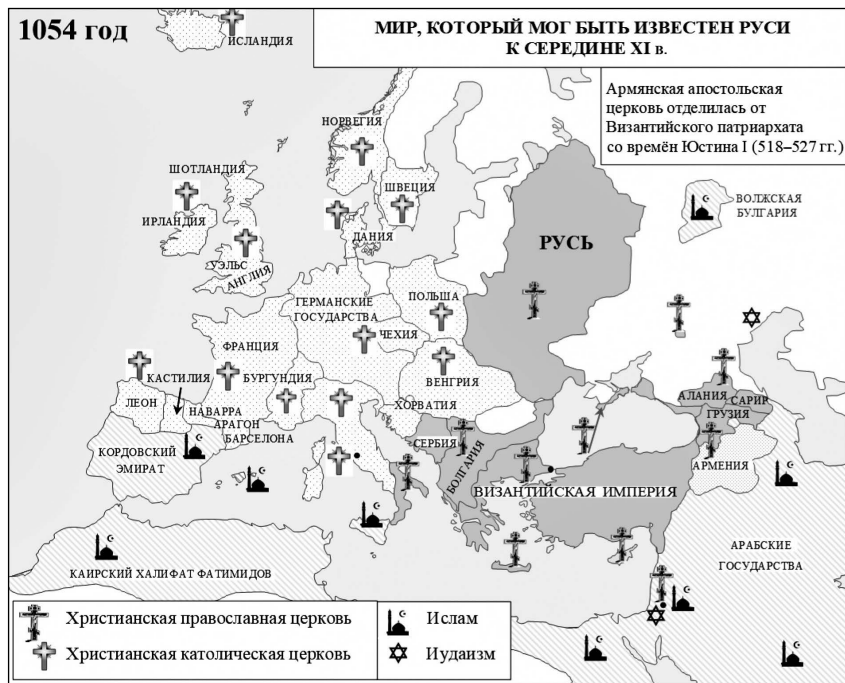 1054 год
МИР, КОТОРЫЙ МОГ БЫТЬ ИЗВЕСТЕН РУСИ
К СЕРЕДИНЕ XI в.
Армянская апостольская
церковь отделилась от
Византийского патриархата
со времён Юстина I (518–527 гг.)
ИСЛАНДИЯ
НОРВЕГИЯ
ШОТЛАНДИЯ
ШВЕЦИЯ
ВОЛЖСКАЯ
БУЛГАРИЯ
ИРЛАНДИЯ
ДАНИЯ
РУСЬ
УЭЛЬС
АНГЛИЯ
ГЕРМАНСКИЕ
ГОСУДАРСТВА
ПОЛЬША
ЧЕХИЯ
ФРАНЦИЯ
КАСТИЛИЯ
БУРГУНДИЯ
ВЕНГРИЯ
ЛЕОН
НАВАРРА
ХОРВАТИЯ
АЛАНИЯ
САРИР
ГРУЗИЯ
АРАГОН
БАРСЕЛОНА
СЕРБИЯ
КОРДОВСКИЙ
ЭМИРАТ
БОЛГАРИЯ
АРМЕНИЯ
ВИЗАНТИЙСКАЯ ИМПЕРИЯ
АРАБСКИЕ
ГОСУДАРСТВА
КАИРСКИЙ ХАЛИФАТ ФАТИМИДОВ
Христианская православная церковь
Христианская католическая церковь
Ислам
Иудаизм